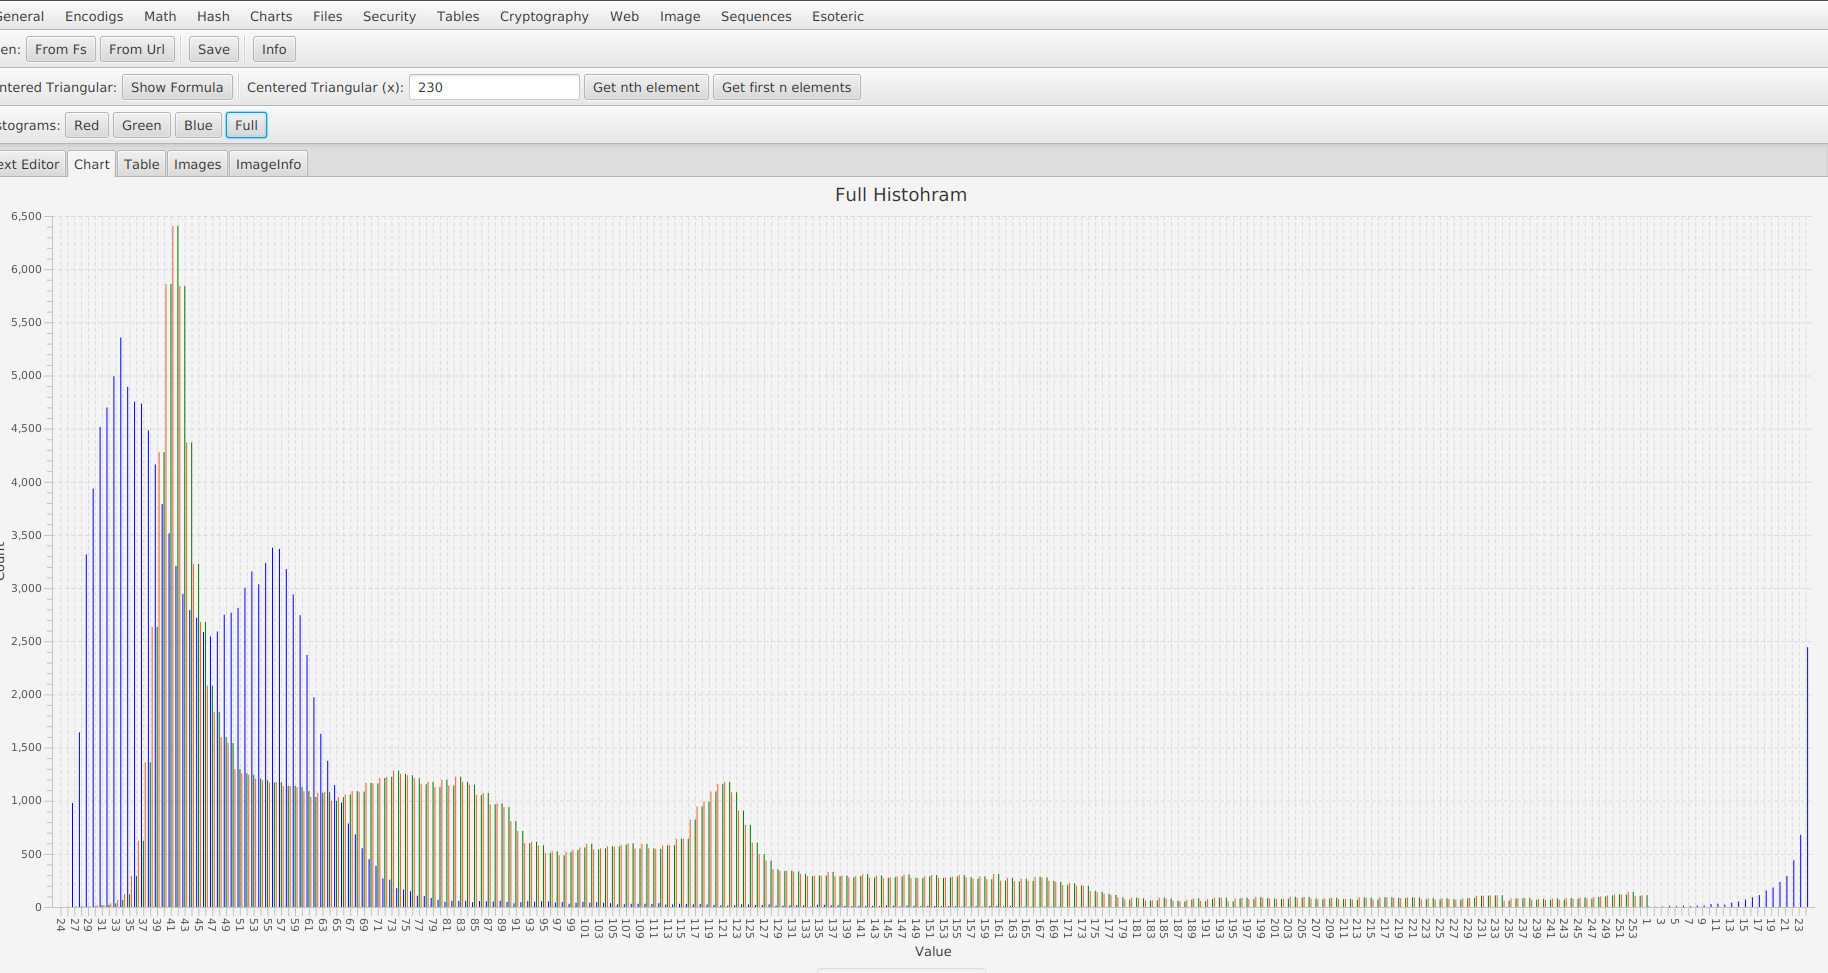 General Encodigs Math Hash Charts Files Security Tables Cryptography Web Image Sequences Esoteric
en: From Fs From Url Save Info
ntered Triangular: Show Formula Centered Triangular (x): 230 Get nth element Get first n elements
stograms: Red Green Blue Full
ext Editor Chart Table Images ImageInfo
Full Histohram
6,500
6,000
5,500
5,000
4,500
4,000
3,500
3,000
2,500
2,000
1,500
1,000
500
0
Count
24 27 29 31 33 35 37 39 41 43 45 47 49 51 53 55 57 59 61 63 65 67 69 71 73 75 77 79 81 83 85 87 89 91 93 95 97 99 101 103 105 107 109 111 113 115 117 119 121 123 125 127 129 131 133 135 137 139 141 143 145 147 149 151 153 155 157 159 161 163 165 167 169 171 173 175 177 179 181 183 185 187 189 191 193 195 197 199 201 203 205 207 209 211 213 215 217 219 221 223 225 227 229 231 233 235 237 239 241 243 245 247 249 251 253 1 3 5 7 9 11 13 15 17 19 21 23
Value